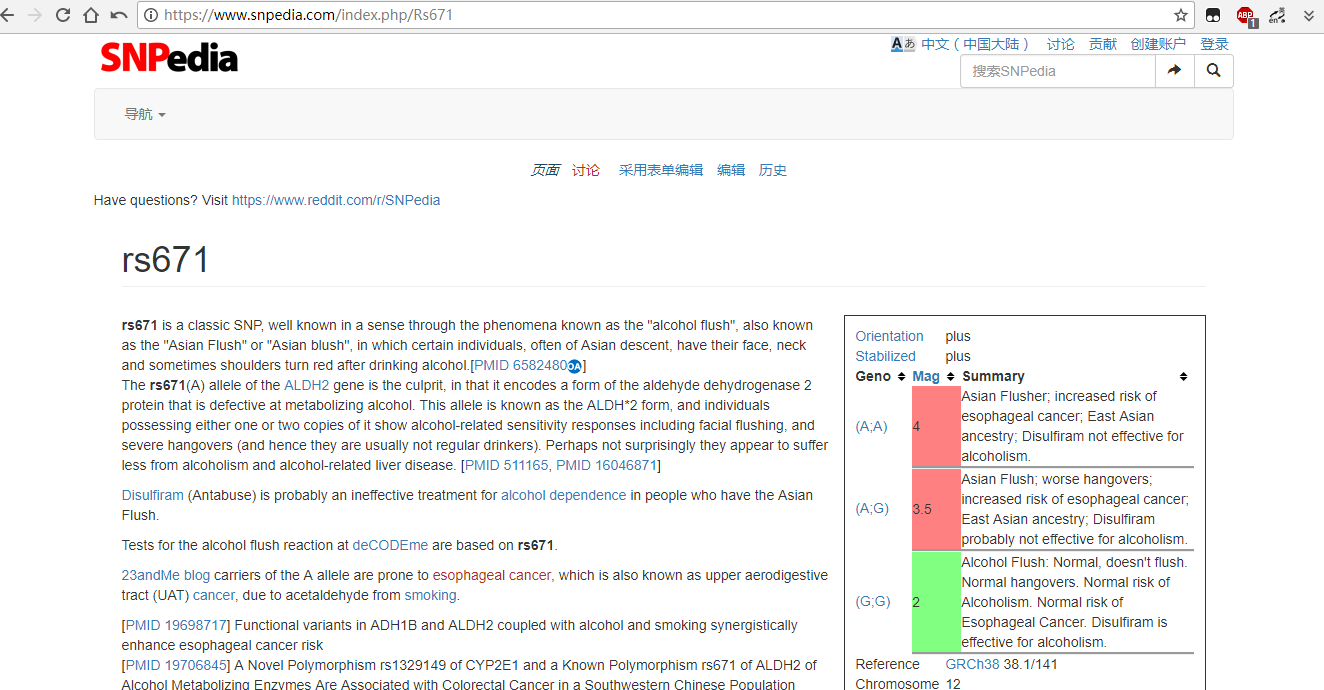 https://www.snpedia.com/index.php/Rs671
ABP
1
en
SNPedia
Aあ 中文（中国大陆） 讨论 贡献 创建账户 登录
搜索SNPedia
导航
页面 讨论 采用表单编辑 编辑 历史
Have questions? Visit https://www.reddit.com/r/SNPedia
rs671
rs671 is a classic SNP, well known in a sense through the phenomena known as the "alcohol flush", also known
as the "Asian Flush" or "Asian blush", in which certain individuals, often of Asian descent, have their face, neck
and sometimes shoulders turn red after drinking alcohol.[PMID 6582480OA]
The rs671(A) allele of the ALDH2 gene is the culprit, in that it encodes a form of the aldehyde dehydrogenase 2
protein that is defective at metabolizing alcohol. This allele is known as the ALDH*2 form, and individuals
possessing either one or two copies of it show alcohol-related sensitivity responses including facial flushing, and
severe hangovers (and hence they are usually not regular drinkers). Perhaps not surprisingly they appear to suffer
less from alcoholism and alcohol-related liver disease. [PMID 511165, PMID 16046871]
Disulfiram (Antabuse) is probably an ineffective treatment for alcohol dependence in people who have the Asian
Flush.
Tests for the alcohol flush reaction at deCODEme are based on rs671.
23andMe blog carriers of the A allele are prone to esophageal cancer, which is also known as upper aerodigestive
tract (UAT) cancer, due to acetaldehyde from smoking.
[PMID 19698717] Functional variants in ADH1B and ALDH2 coupled with alcohol and smoking synergistically
enhance esophageal cancer risk
[PMID 19706845] A Novel Polymorphism rs1329149 of CYP2E1 and a Known Polymorphism rs671 of ALDH2 of
Alcohol Metabolizing Enzymes Are Associated with Colorectal Cancer in a Southwestern Chinese Population
Orientation plus
Stabilized plus
Geno Mag Summary
(A;A) 4 Asian Flusher; increased risk of
esophageal cancer; East Asian
ancestry; Disulfiram not effective for
alcoholism.
(A;G) 3.5 Asian Flush; worse hangovers;
increased risk of esophageal cancer;
East Asian ancestry; Disulfiram
probably not effective for alcoholism.
(G;G) 2 Alcohol Flush: Normal, doesn't flush.
Normal hangovers. Normal risk of
Alcoholism. Normal risk of
Esophageal Cancer. Disulfiram is
effective for alcoholism.
Reference GRCh38 38.1/141
Chromosome 12